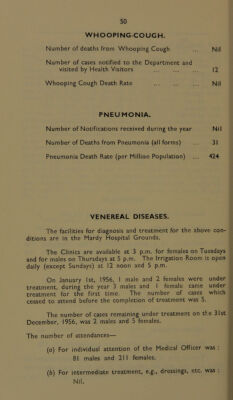 50
WHOOPING-COUGH.
Number of deaths from Whooping Cough ... Nil
Number of cases notified to the Department and
visited by Health Visitors ... ... ... 12
Whooping Cough Death Rate ... ... ... Nil
PNEUMONIA.
Number of Notifications received during the year Nil
Number of Deaths from Pneumonia (all forms) ... 31
Pneumonia Death Rate (per Million Population) ... 424
VENEREAL DISEASES.
The facilities for diagnosis and treatment for the above con-
ditions are in the Mardy Hospital Grounds.
The Clinics are available at 3 p.m. for females on Tuesdays
and for males on Thursdays at 5 p.m. The Irrigation Room is open
daily (except Sundays) at 12 noon and 5 p.m.
On January 1st, 1956, 1 male and 2 females were under
treatment, during the year 3 males and 1 female came under
treatment for the first time. The number of cases which
ceased to attend before the completion of treatment was 5.
The number of cases remaining under treatment on the 31st
December, 1956, was 2 males and 5 females.
The number of attendances—
(a) For individual attention of the Medical Officer was :
81 males and 211 females.
(b) For intermediate treatment, e.g., dressings, etc. was :
Nil.